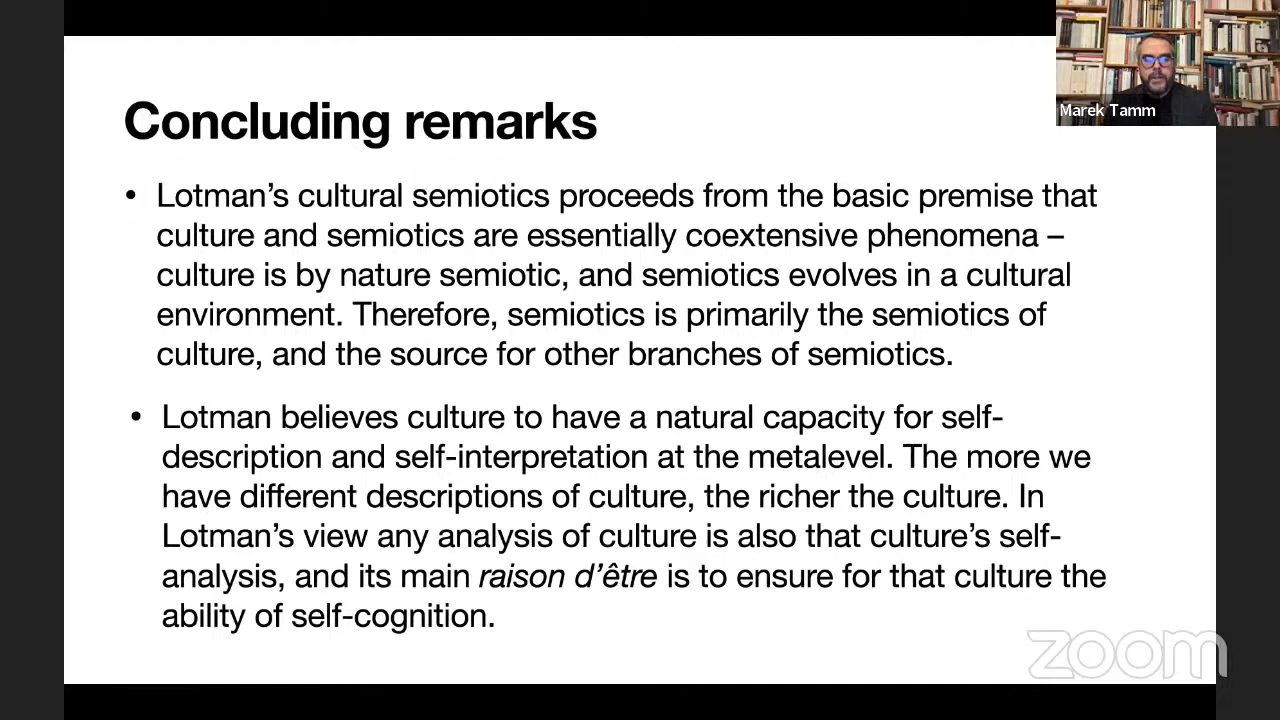 Marek Tamm
Concluding remarks
• Lotman’s cultural semiotics proceeds from the basic premise that
culture and semiotics are essentially coextensive phenomena –
culture is by nature semiotic, and semiotics evolves in a cultural
environment. Therefore, semiotics is primarily the semiotics of
culture, and the source for other branches of semiotics.
• Lotman believes culture to have a natural capacity for self-
description and self-interpretation at the metalevel. The more we
have different descriptions of culture, the richer the culture. In
Lotman’s view any analysis of culture is also that culture’s self-
analysis, and its main raison d’être is to ensure for that culture the
ability of self-cognition.
zoom